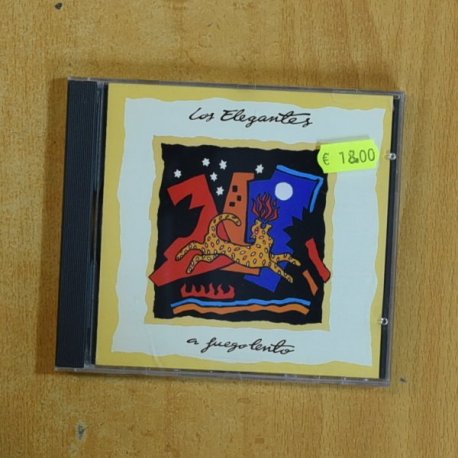 Los Elegantes
€ 18.00
a fuego lento